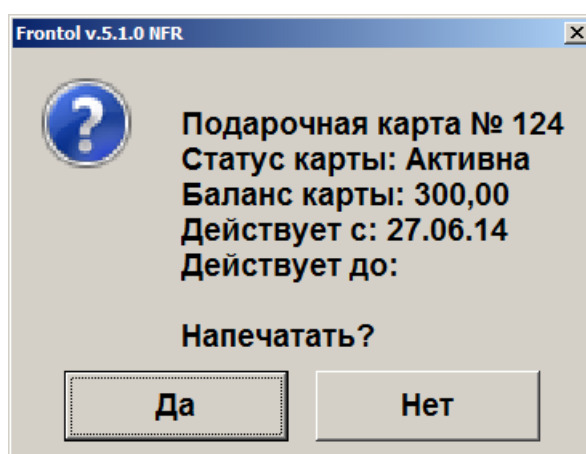 Frontol v.5.1.0 NFR
Подарочная карта № 124
Статус карты: Активна
Баланс карты: 300,00
Действует с: 27.06.14
Действует до:
Напечатать?
Да
Нет